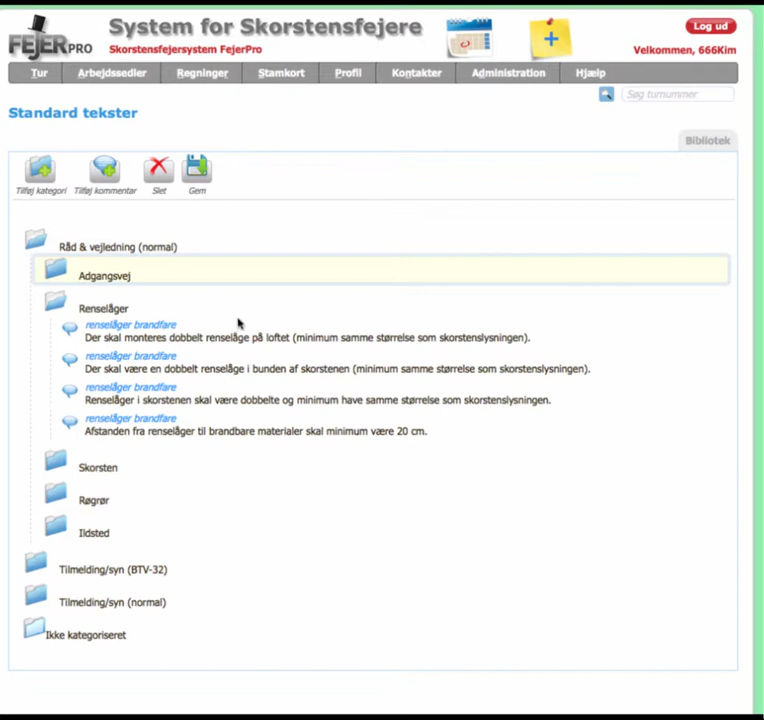 System for Skorstensfejere
FEJERPRO
Skorstensfejersystem FejerPro
Log ud
Velkommen, 666Kim
Tur Arbejdssedler Regninger Stamkort Profil Kontakter Administration Hjælp
Søg turnummer
Standard tekster
Bibliotek
Tilføj kategori Tilføj kommentar Slet Gem
Råd & vejledning (normal)
Adgangsvej
Renselåger
renselåger brandfare
Der skal monteres dobbelt renselåge på loftet (minimum samme størrelse som skorstenslysningen).
renselåger brandfare
Der skal være en dobbelt renselåge i bunden af skorstenen (minimum samme størrelse som skorstenslysningen).
renselåger brandfare
Renselåger i skorstenen skal være dobbelte og minimum have samme størrelse som skorstenslysningen.
renselåger brandfare
Afstanden fra renselåger til brandbare materialer skal minimum være 20 cm.
Skorsten
Røgrør
Ildsted
Tilmelding/syn (BTV-32)
Tilmelding/syn (normal)
Ikke kategoriseret